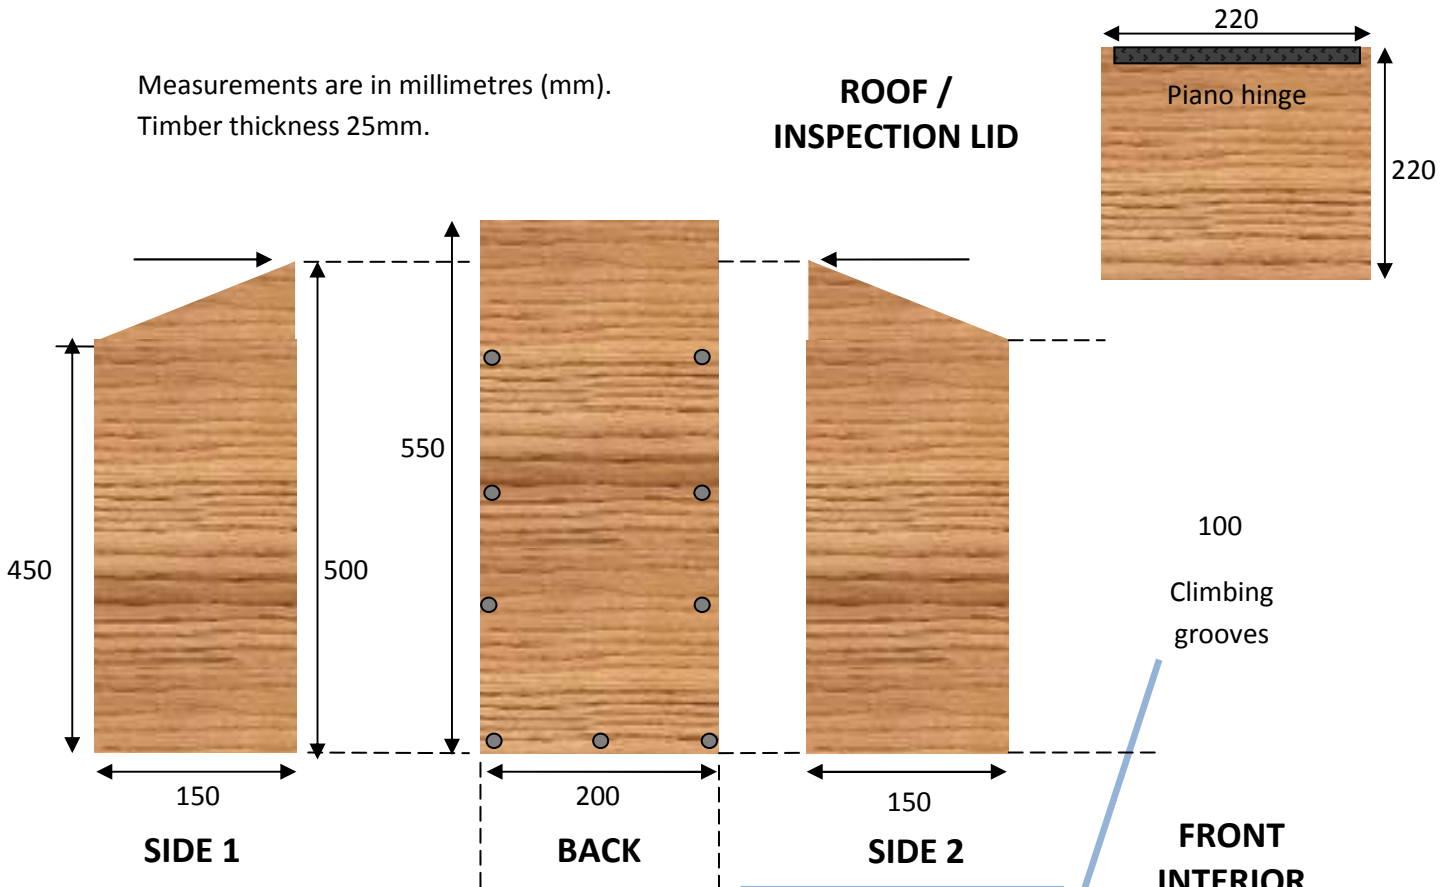 220
Measurements are in millimetres (mm).
Timber thickness 25mm.
ROOF /
INSPECTION LID
Piano hinge
220
550
450
500
100
Climbing
grooves
150
200
150
SIDE 1
BACK
SIDE 2
FRONT
INTERIOR